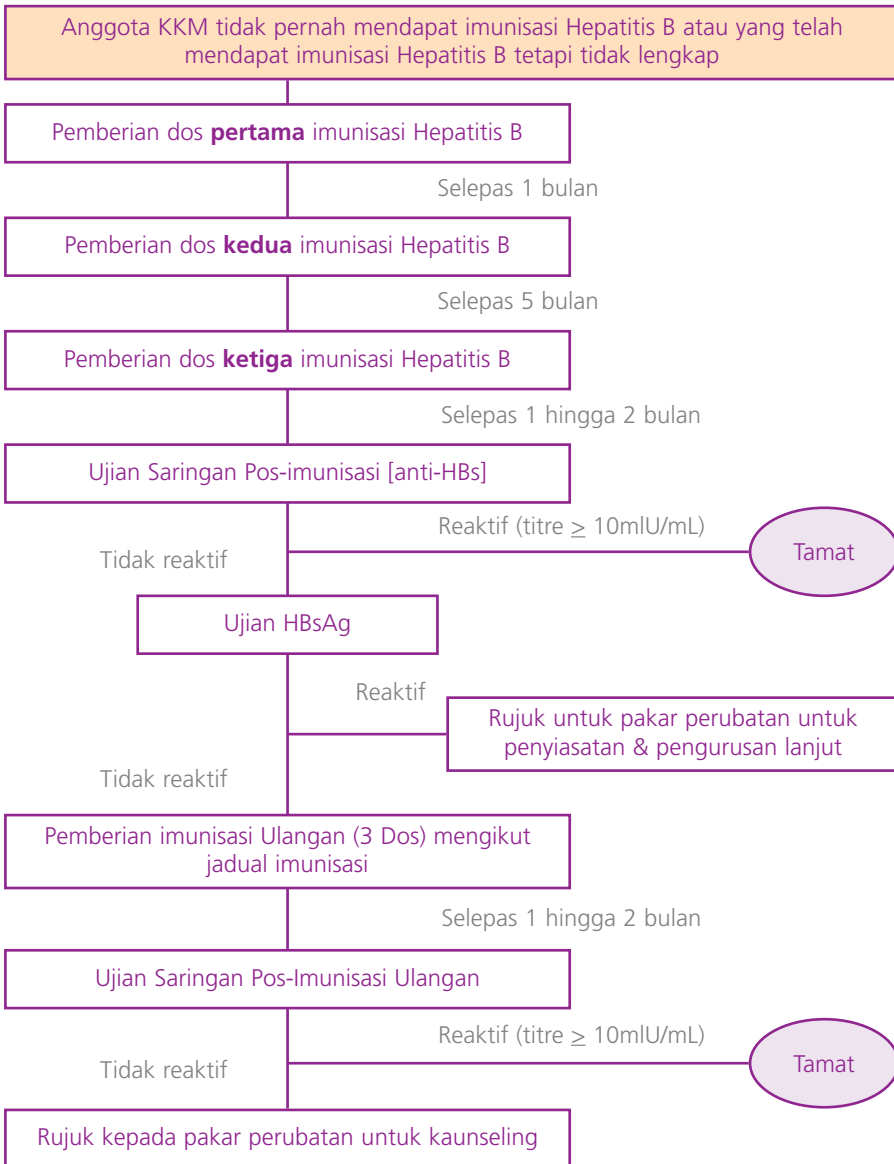 Anggota KKM tidak pernah mendapat imunisasi Hepatitis B atau yang telah
mendapat imunisasi Hepatitis B tetapi tidak lengkap
Pemberian dos pertama imunisasi Hepatitis B
Selepas 1 bulan
Pemberian dos kedua imunisasi Hepatitis B
Selepas 5 bulan
Pemberian dos ketiga imunisasi Hepatitis B
Selepas 1 hingga 2 bulan
Ujian Saringan Pos-imunisasi [anti-HBs]
Reaktif (titre ≥ 10mlU/mL)
Tamat
Tidak reaktif
Ujian HBsAg
Reaktif
Rujuk untuk pakar perubatan untuk
penyiasatan & pengurusan lanjut
Tidak reaktif
Pemberian imunisasi Ulangan (3 Dos) mengikut
jadual imunisasi
Selepas 1 hingga 2 bulan
Ujian Saringan Pos-Imunisasi Ulangan
Reaktif (titre ≥ 10mlU/mL)
Tamat
Tidak reaktif
Rujuk kepada pakar perubatan untuk kaunseling